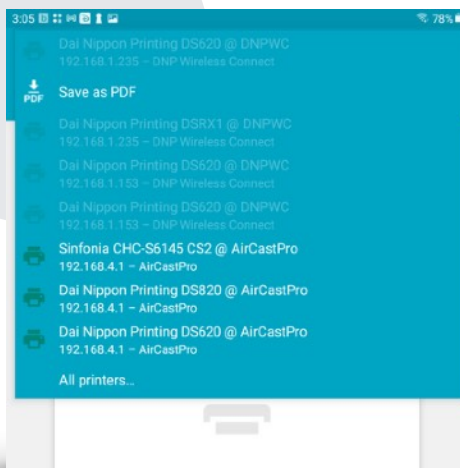 3:05
78%
Dai Nippon Printing DS620 @ DNPWC
192.168.1.235 – DNP Wireless Connect
PDF
Save as PDF
Dai Nippon Printing DSRX1 @ DNPWC
192.168.1.235 – DNP Wireless Connect
Dai Nippon Printing DS620 @ DNPWC
192.168.1.153 – DNP Wireless Connect
Dai Nippon Printing DS620 @ DNPWC
192.168.1.153 – DNP Wireless Connect
Sinfonia CHC-S6145 CS2 @ AirCastPro
192.168.4.1 – AirCastPro
Dai Nippon Printing DS820 @ AirCastPro
192.168.4.1 – AirCastPro
Dai Nippon Printing DS620 @ AirCastPro
192.168.4.1 – AirCastPro
All printers...